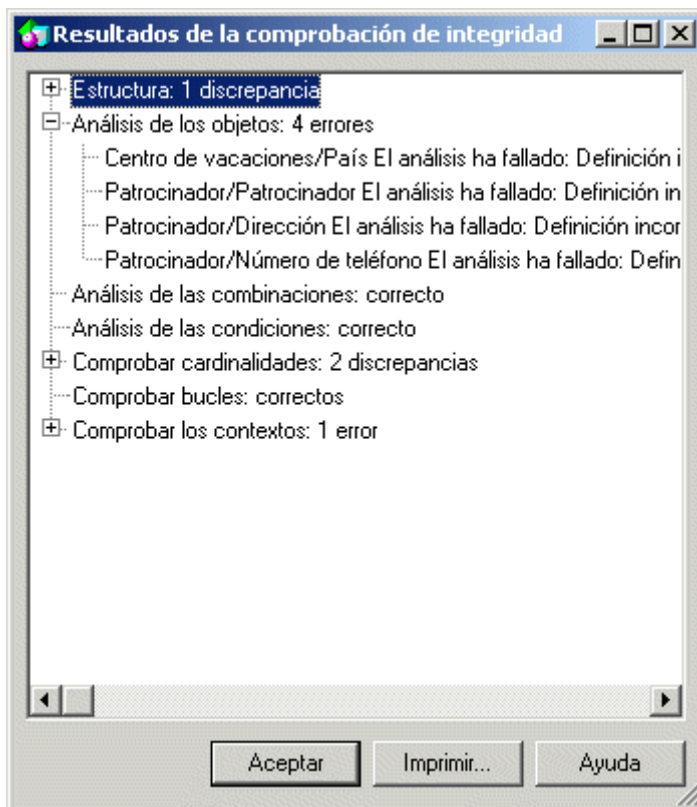 Resultados de la comprobación de integridad
Estructura: 1 discrepancia
Análisis de los objetos: 4 errores
Centro de vacaciones/País El análisis ha fallado: Definición i
Patrocinador/Patrocinador El análisis ha fallado: Definición in
Patrocinador/Dirección El análisis ha fallado: Definición incor
Patrocinador/Número de teléfono El análisis ha fallado: Defin
Análisis de las combinaciones: correcto
Análisis de las condiciones: correcto
Comprobar cardinalidades: 2 discrepancias
Comprobar bucles: correctos
Comprobar los contextos: 1 error
Aceptar Imprimir... Ayuda